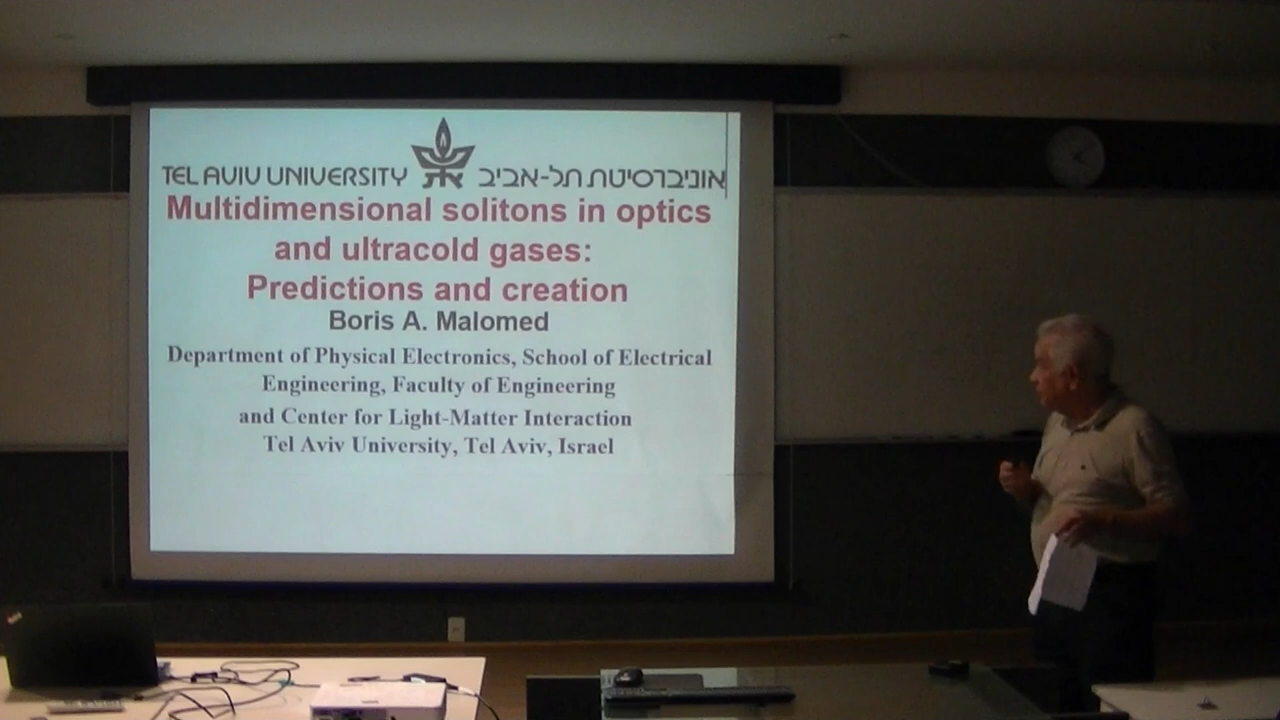 TEL AVIV UNIVERSITY את אוניברסיטת תל-אביב
Multidimensional solitons in optics
and ultracold gases:
Predictions and creation
Boris A. Malomed
Department of Physical Electronics, School of Electrical
Engineering, Faculty of Engineering
and Center for Light-Matter Interaction
Tel Aviv University, Tel Aviv, Israel